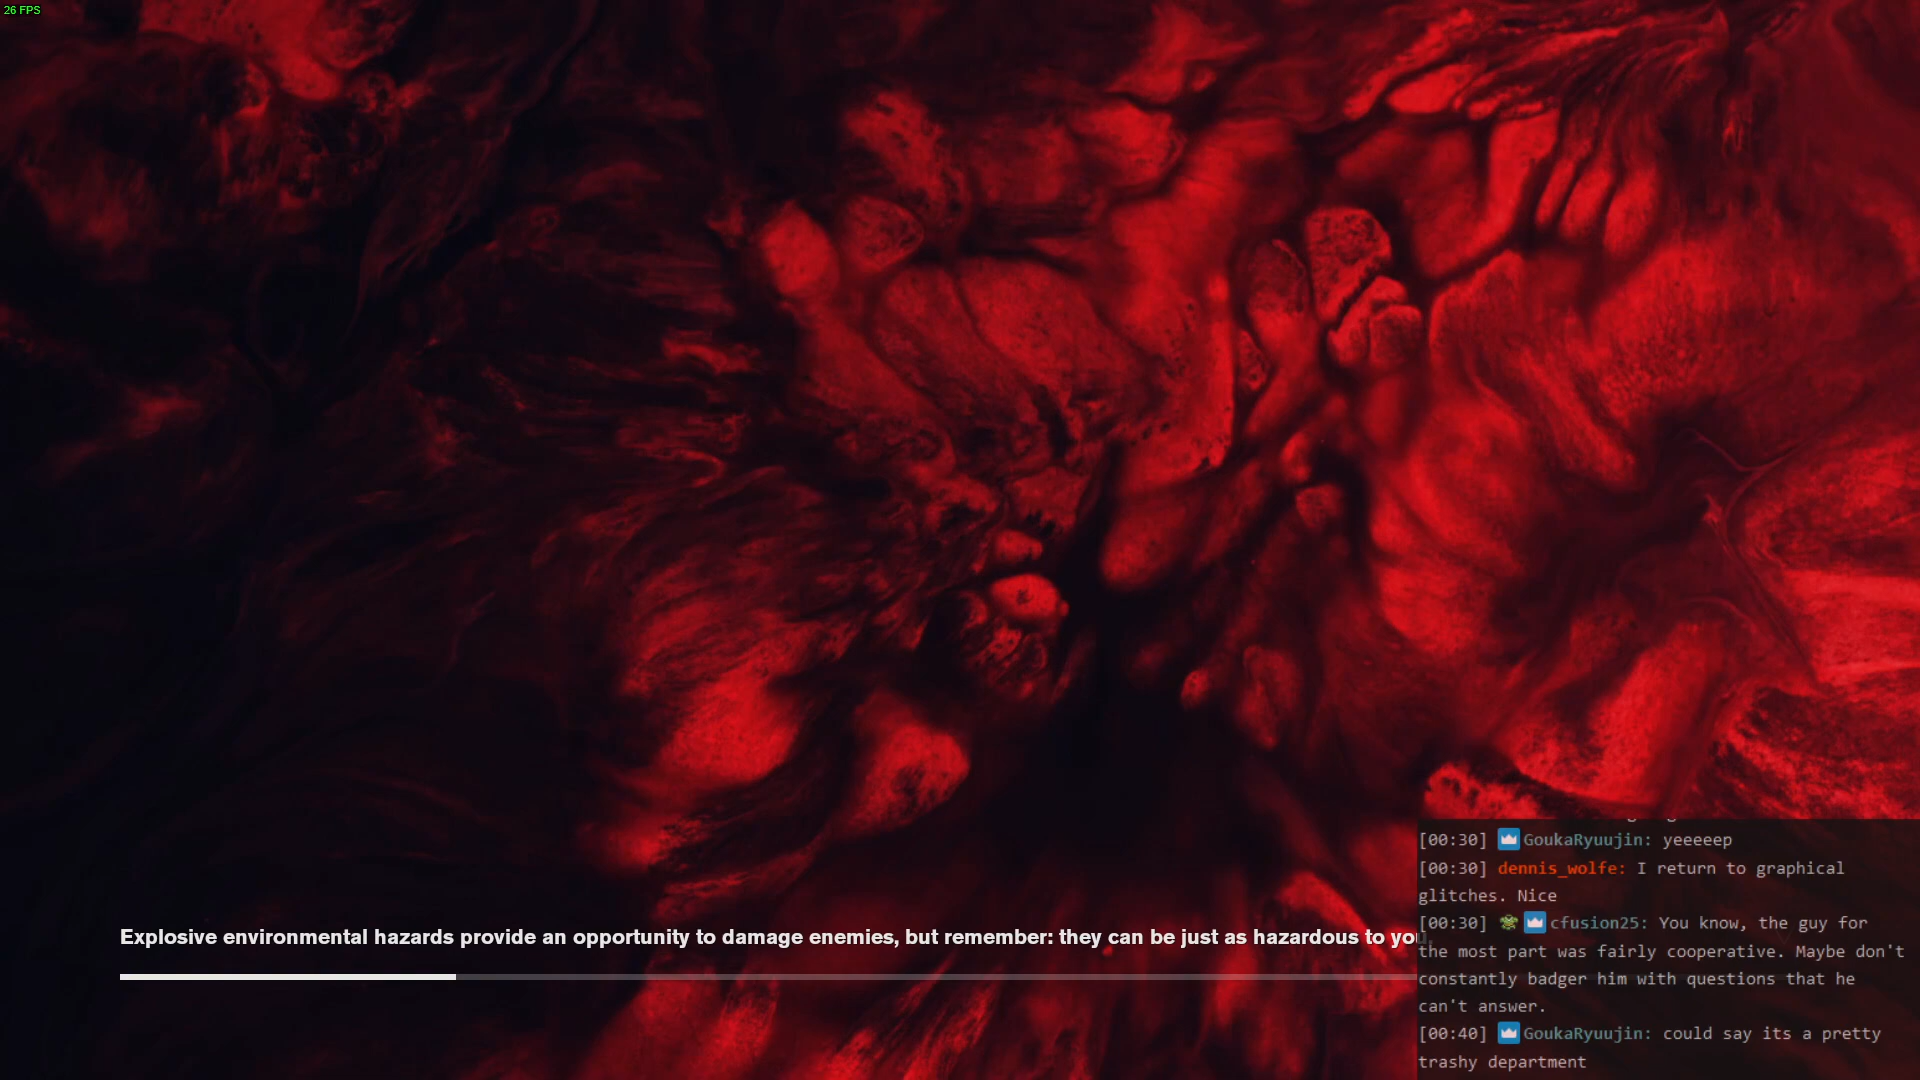 26 FPS
Explosive environmental hazards provide an opportunity to damage enemies, but remember: they can be just as hazardous to you.
[00:30] GoukaRyuujin: yeeeeep
[00:30] dennis_wolfe: I return to graphical
glitches. Nice
[00:30] cfusion25: You know, the guy for
the most part was fairly cooperative. Maybe don't
constantly badger him with questions that he
can't answer.
[00:40] GoukaRyuujin: could say its a pretty
trashy department